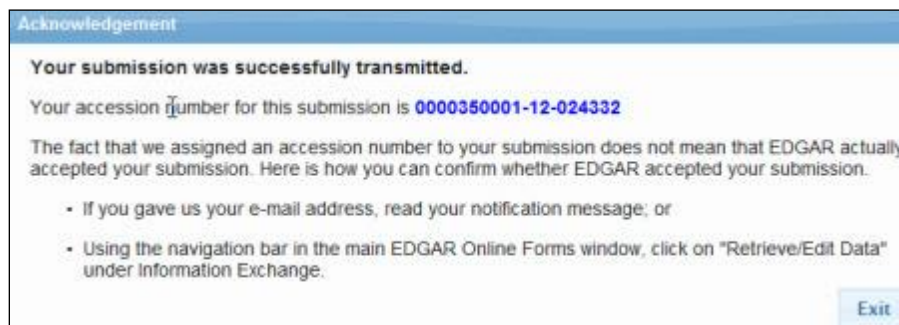 Acknowledgement
Your submission was successfully transmitted.
Your accession number for this submission is 0000350001-12-024332
The fact that we assigned an accession number to your submission does not mean that EDGAR actually
accepted your submission. Here is how you can confirm whether EDGAR accepted your submission.
• If you gave us your e-mail address, read your notification message; or
• Using the navigation bar in the main EDGAR Online Forms window, click on "Retrieve/Edit Data"
under Information Exchange.
Exit